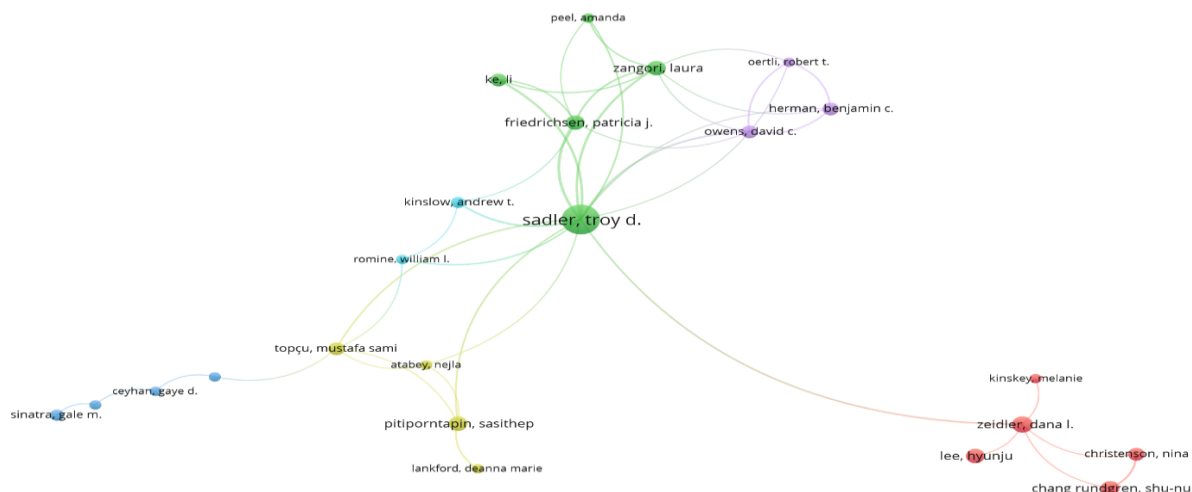 peel, amanda
oertli, robert t.
zangori, laura
ke, li
herman, benjamin c.
friedrichsen, patricia j.
owens, david c.
kinslow, andrew t.
sadler, troy d.
romine, william l.
topçu, mustafa sami
atabey, nejla
kinskey, melanie
ceyhan, gaye d.
sinatra, gale m.
pitiporntapin, sasithep
zeidler, dana l.
lee, hyunju
christenson, nina
lankford, deanna marie
chang rundgren, shu-nu